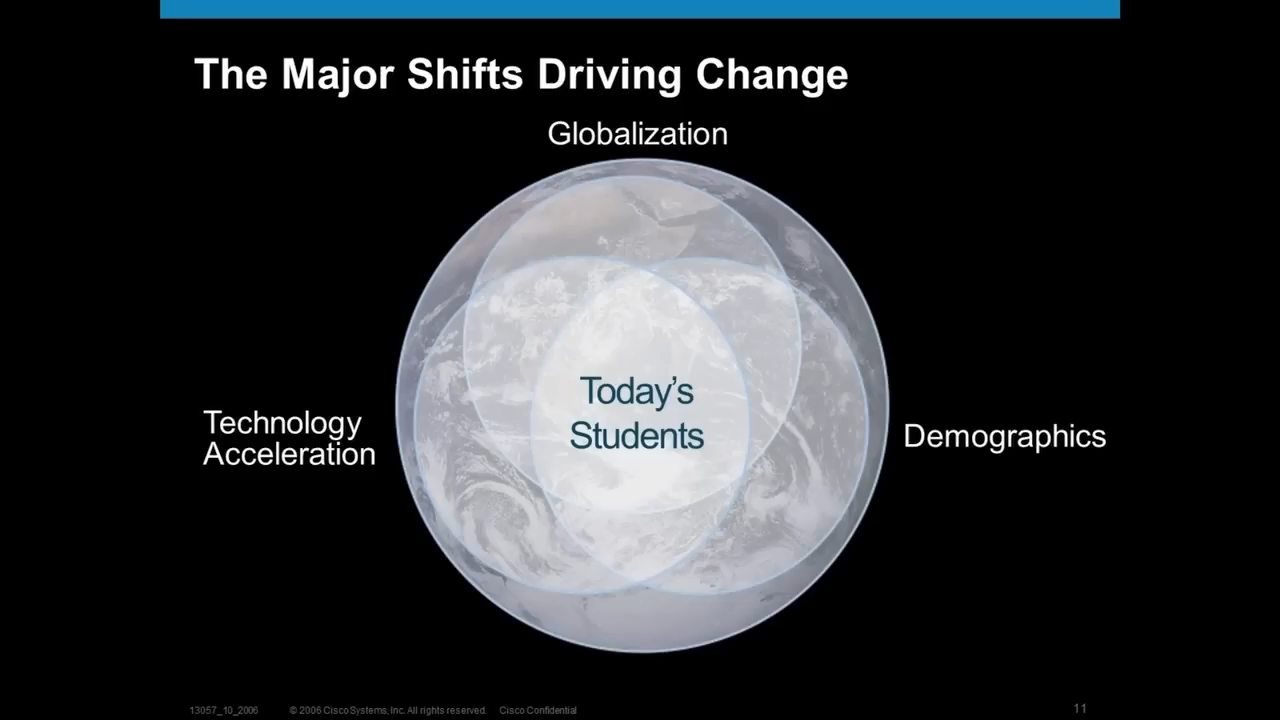 The Major Shifts Driving Change
Globalization
Today's
Students
Technology
Acceleration
Demographics
13057_10_2006 © 2006 Cisco Systems, Inc. All rights reserved. Cisco Confidential 11